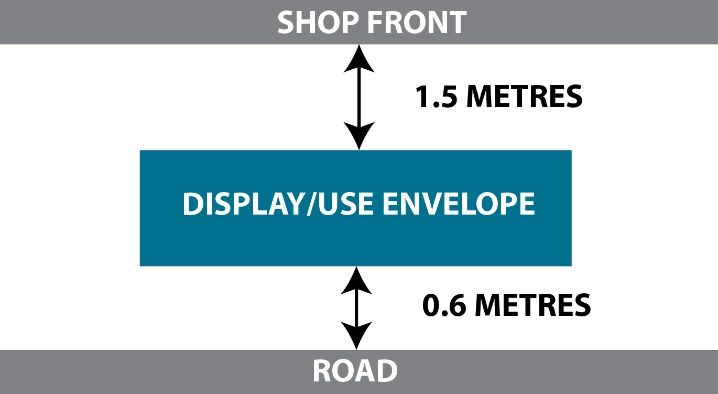 SHOP FRONT
1.5 METRES
DISPLAY/USE ENVELOPE
0.6 METRES
ROAD